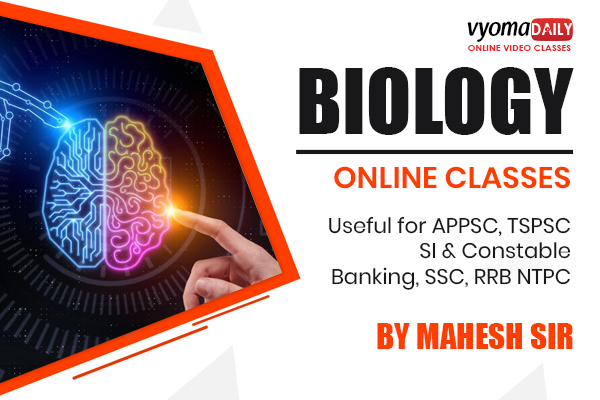 vyomaDAILY
ONLINE VIDEO CLASSES
BIOLOGY
ONLINE CLASSES
Useful for APPSC, TSPSC
SI & Constable
Banking, SSC, RRB NTPC
BY MAHESH SIR